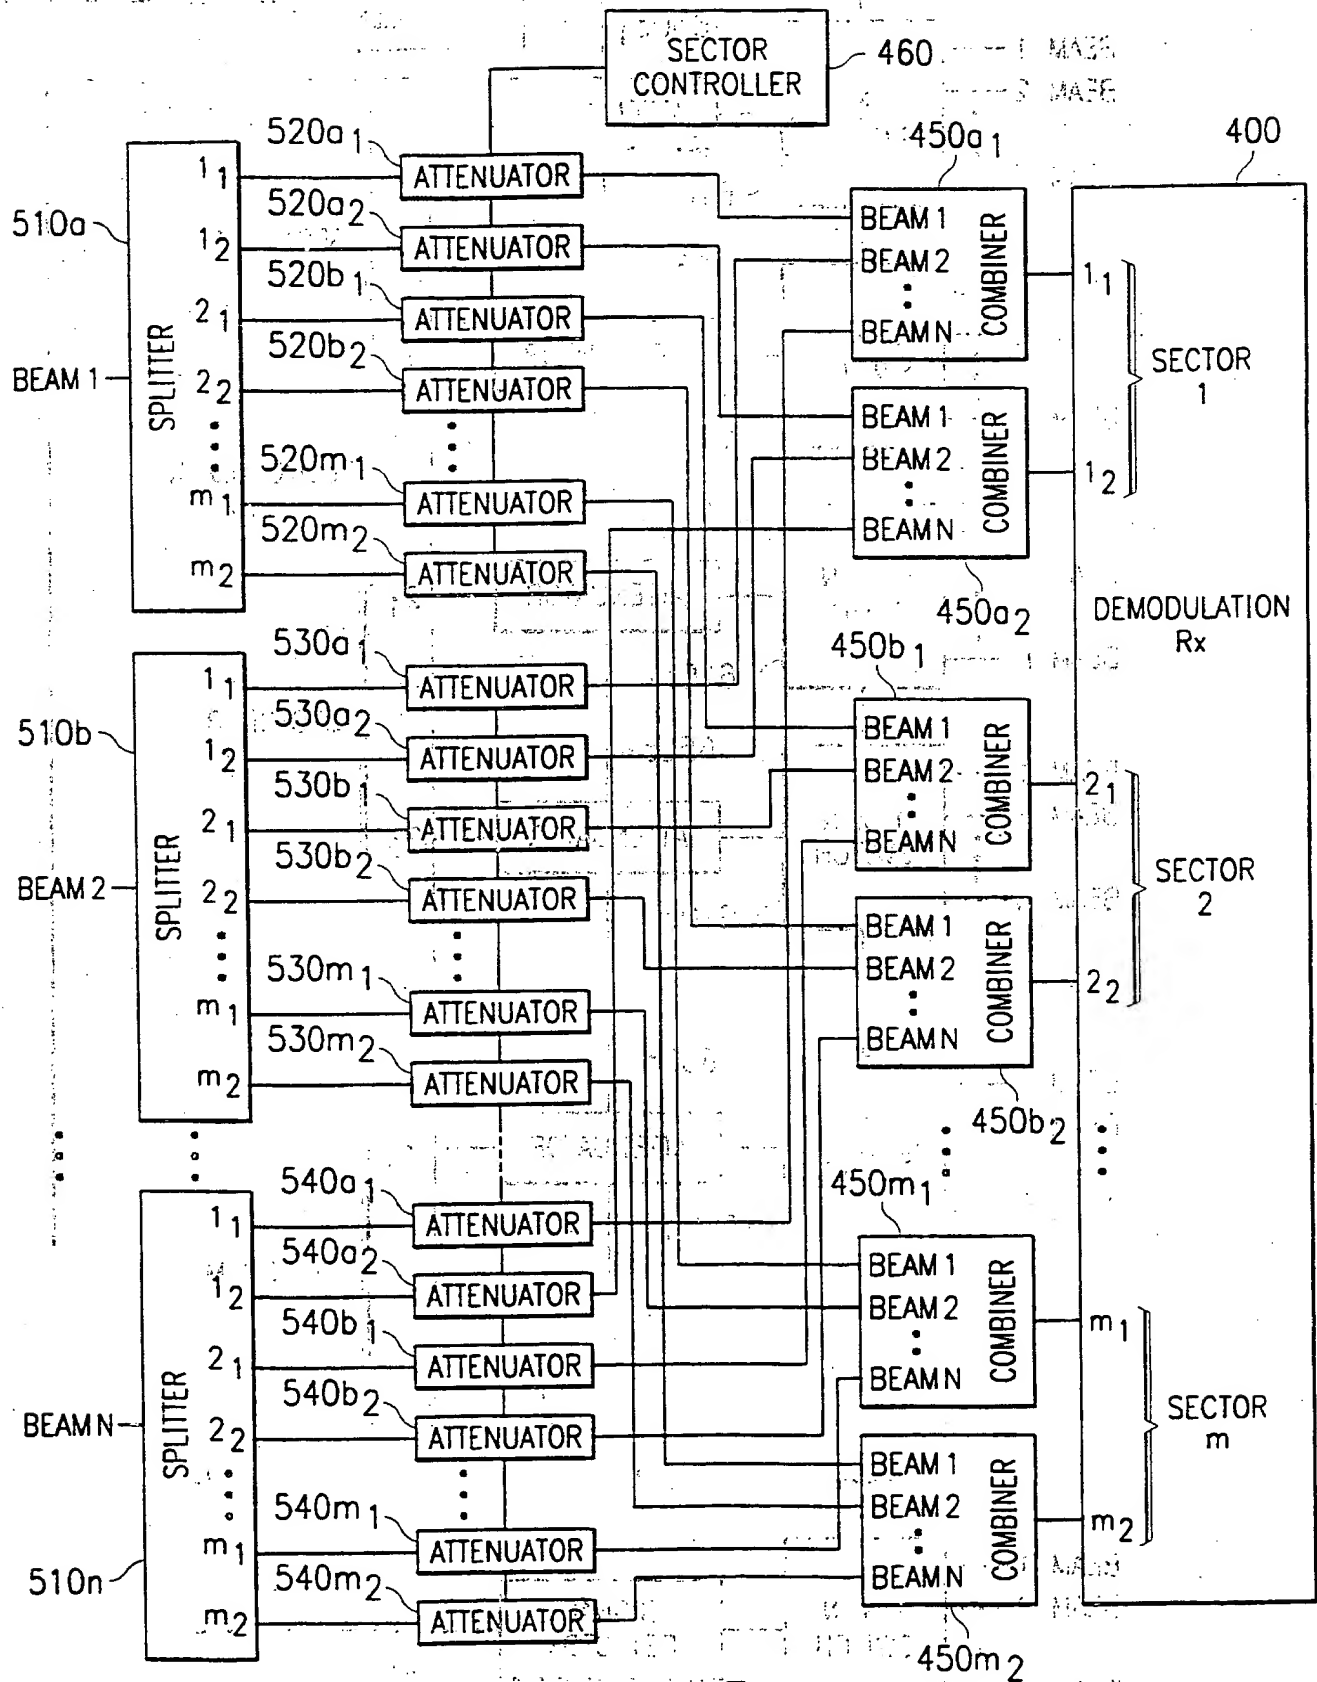 SECTOR
CONTROLLER
460
510a
BEAM 1
SPLITTER
1₁
1₂
2₁
2₂
m₁
m₂
520a₁
ATTENUATOR
520a₂
ATTENUATOR
520b₁
ATTENUATOR
520b₂
ATTENUATOR
520m₁
ATTENUATOR
520m₂
ATTENUATOR
510b
BEAM 2
SPLITTER
1₁
1₂
2₁
2₂
m₁
m₂
530a₁
ATTENUATOR
530a₂
ATTENUATOR
530b₁
ATTENUATOR
530b₂
ATTENUATOR
530m₁
ATTENUATOR
530m₂
ATTENUATOR
BEAM N
510n
SPLITTER
1₁
1₂
2₁
2₂
m₁
m₂
540a₁
ATTENUATOR
540a₂
ATTENUATOR
540b₁
ATTENUATOR
540b₂
ATTENUATOR
540m₁
ATTENUATOR
540m₂
ATTENUATOR
450a₁
BEAM 1
BEAM 2
BEAM N
COMBINER
BEAM 1
BEAM 2
BEAM N
COMBINER
450a₂
450b₁
BEAM 1
BEAM 2
BEAM N
COMBINER
BEAM 1
BEAM 2
BEAM N
COMBINER
450b₂
450m₁
BEAM 1
BEAM 2
BEAM N
COMBINER
BEAM 1
BEAM 2
BEAM N
COMBINER
450m₂
400
1₁
1₂
SECTOR
1
DEMODULATION
Rx
2₁
2₂
SECTOR
2
m₁
m₂
SECTOR
m